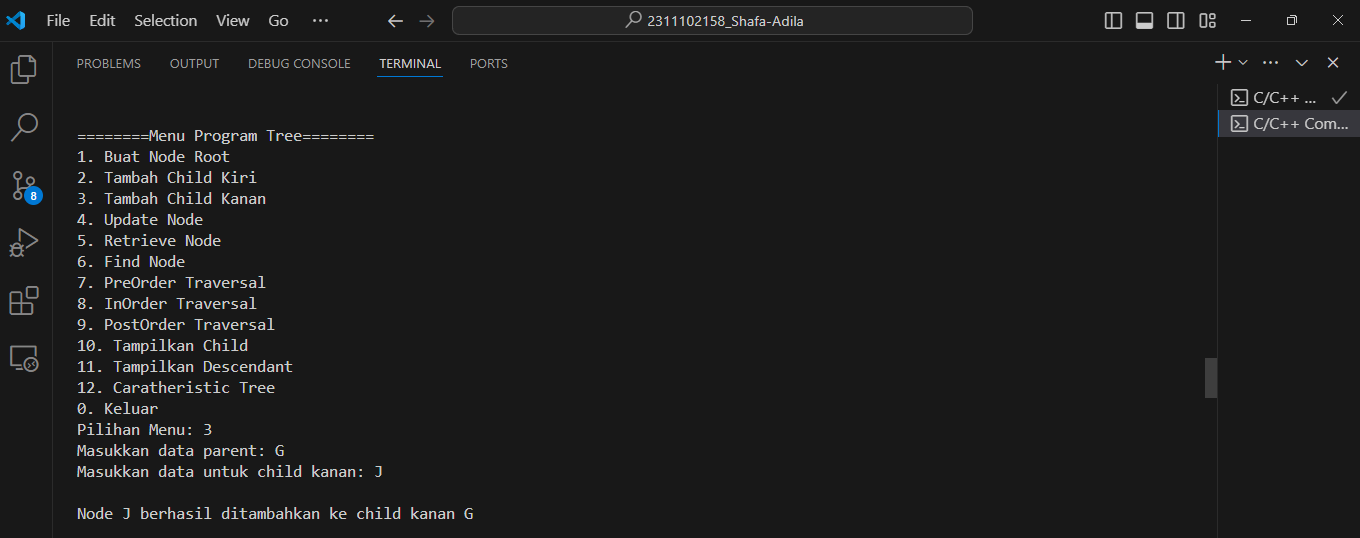 File Edit Selection View Go ···
2311102158_Shafa-Adila
PROBLEMS OUTPUT DEBUG CONSOLE TERMINAL PORTS
C/C++ ...
C/C++ Com...
8
========Menu Program Tree========
1. Buat Node Root
2. Tambah Child Kiri
3. Tambah Child Kanan
4. Update Node
5. Retrieve Node
6. Find Node
7. PreOrder Traversal
8. InOrder Traversal
9. PostOrder Traversal
10. Tampilkan Child
11. Tampilkan Descendant
12. Caratheristic Tree
0. Keluar
Pilihan Menu: 3
Masukkan data parent: G
Masukkan data untuk child kanan: J
Node J berhasil ditambahkan ke child kanan G